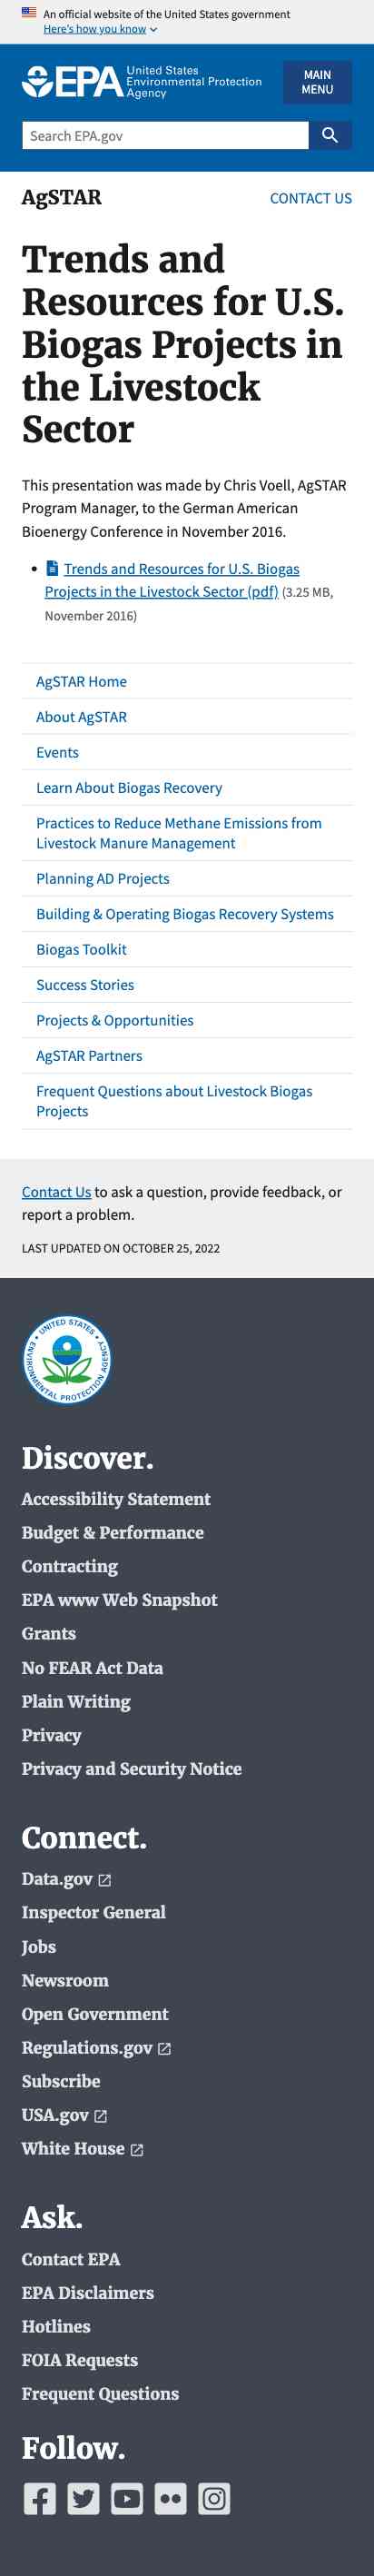 An official website of the United States government
Here's how you know
EPA United States
Environmental Protection
Agency
MAIN
MENU
Search EPA.gov
AgSTAR
CONTACT US
Trends and
Resources for U.S.
Biogas Projects in
the Livestock
Sector
This presentation was made by Chris Voell, AgSTAR
Program Manager, to the German American
Bioenergy Conference in November 2016.
• Trends and Resources for U.S. Biogas
Projects in the Livestock Sector (pdf) (3.25 MB,
November 2016)
AgSTAR Home
About AgSTAR
Events
Learn About Biogas Recovery
Practices to Reduce Methane Emissions from
Livestock Manure Management
Planning AD Projects
Building & Operating Biogas Recovery Systems
Biogas Toolkit
Success Stories
Projects & Opportunities
AgSTAR Partners
Frequent Questions about Livestock Biogas
Projects
Contact Us to ask a question, provide feedback, or
report a problem.
LAST UPDATED ON OCTOBER 25, 2022
UNITED STATES
ENVIRONMENTAL PROTECTION AGENCY
Discover.
Accessibility Statement
Budget & Performance
Contracting
EPA www Web Snapshot
Grants
No FEAR Act Data
Plain Writing
Privacy
Privacy and Security Notice
Connect.
Data.gov
Inspector General
Jobs
Newsroom
Open Government
Regulations.gov
Subscribe
USA.gov
White House
Ask.
Contact EPA
EPA Disclaimers
Hotlines
FOIA Requests
Frequent Questions
Follow.